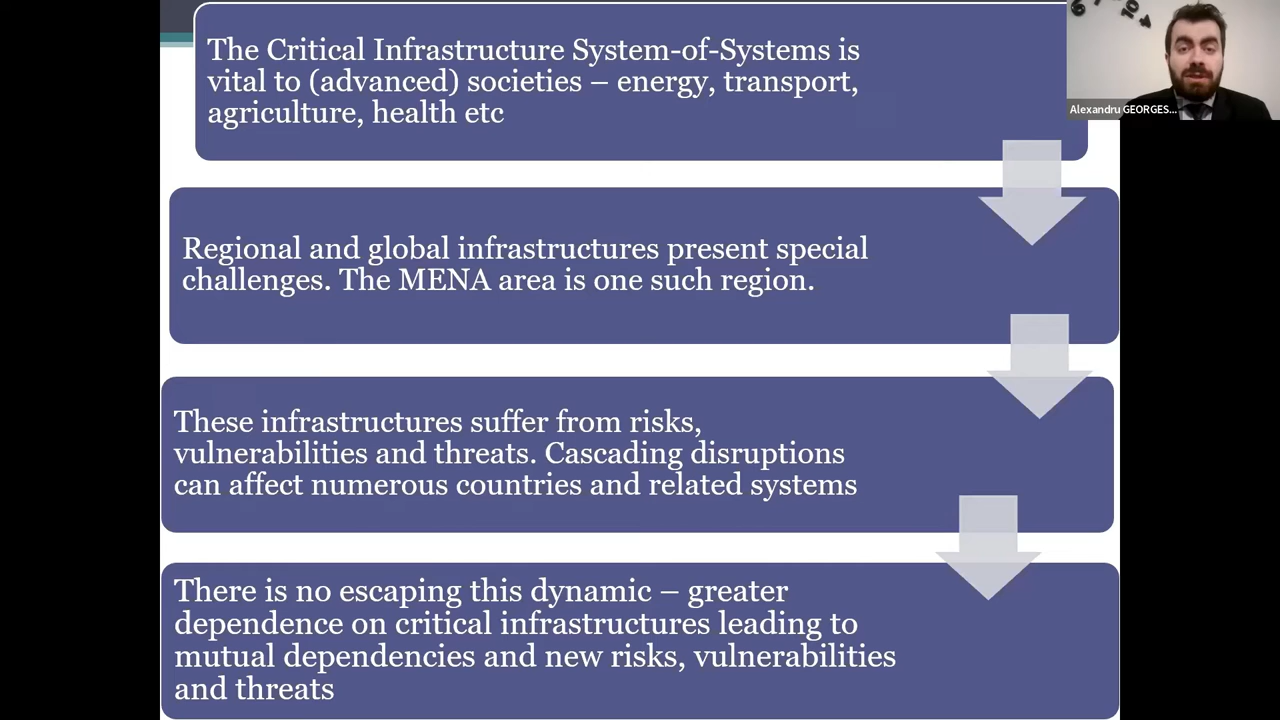 The Critical Infrastructure System-of-Systems is
vital to (advanced) societies – energy, transport,
agriculture, health etc
Alexandru GEORGES...
Regional and global infrastructures present special
challenges. The MENA area is one such region.
These infrastructures suffer from risks,
vulnerabilities and threats. Cascading disruptions
can affect numerous countries and related systems
There is no escaping this dynamic – greater
dependence on critical infrastructures leading to
mutual dependencies and new risks, vulnerabilities
and threats